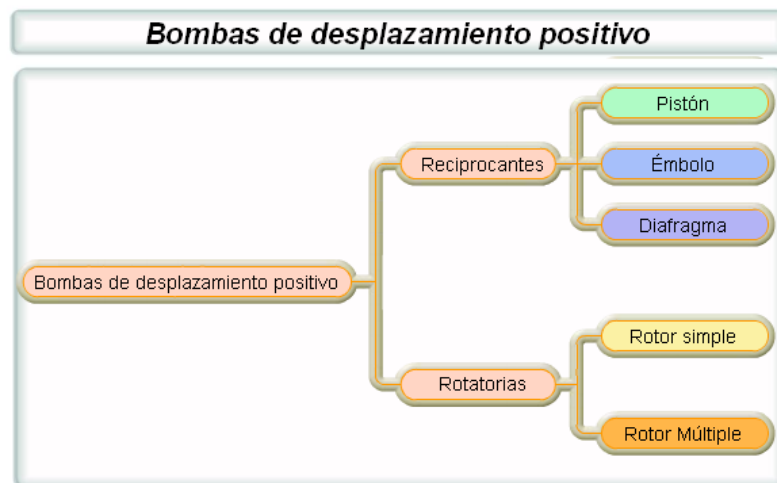 Bombas de desplazamiento positivo
Pistón
Reciprocantes
Émbolo
Diafragma
Bombas de desplazamiento positivo
Rotor simple
Rotatorias
Rotor Múltiple